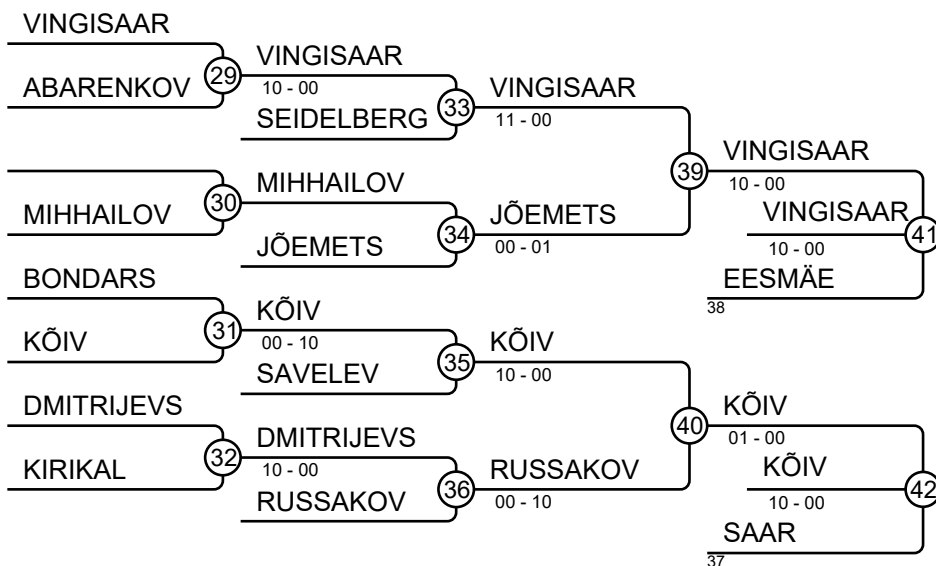 VINGISAAR
ABARENKOV
29
VINGISAAR
10 - 00
SEIDELBERG
33
VINGISAAR
11 - 00
MIHHAILOV
30
MIHHAILOV
JÕEMETS
34
JÕEMETS
00 - 01
39
VINGISAAR
10 - 00
VINGISAAR
10 - 00
41
EESMÄE
38
BONDARS
KÕIV
31
KÕIV
00 - 10
SAVELEV
35
KÕIV
10 - 00
DMITRIJEVS
KIRIKAL
32
DMITRIJEVS
10 - 00
RUSSAKOV
36
RUSSAKOV
00 - 10
40
KÕIV
01 - 00
KÕIV
10 - 00
42
SAAR
37